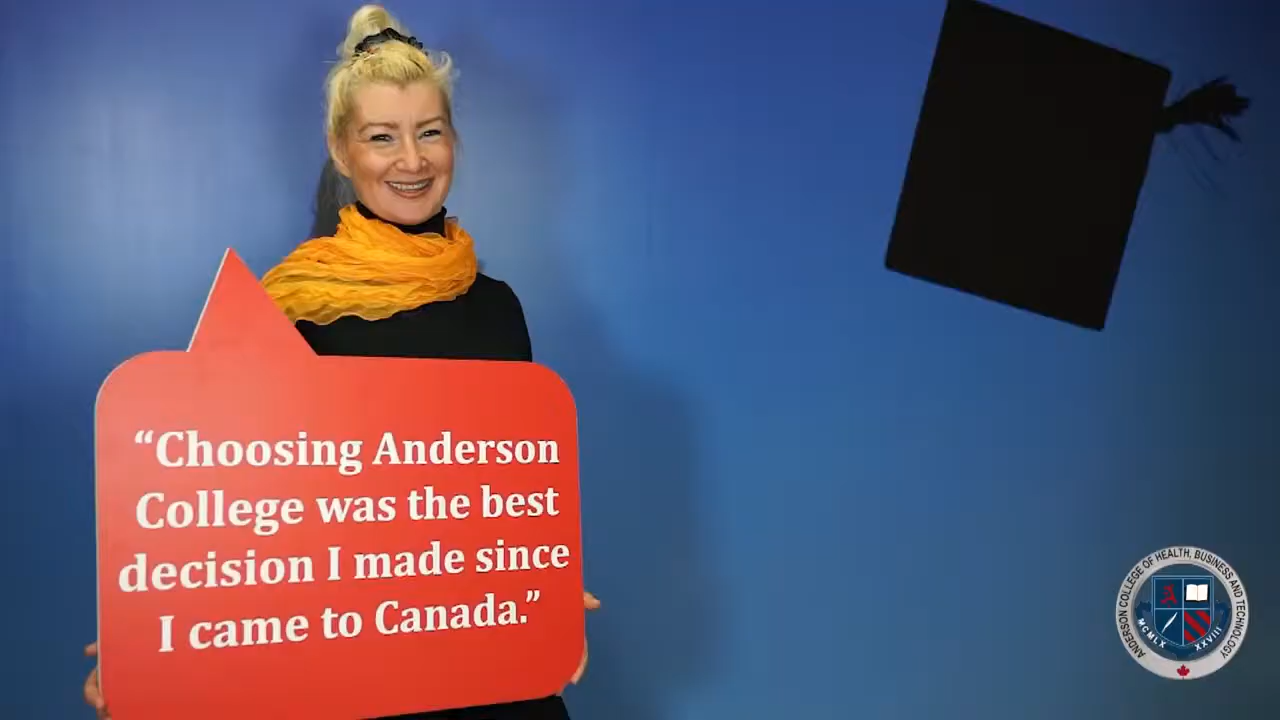 “Choosing Anderson
College was the best
decision I made since
I came to Canada.”
ANDERSON COLLEGE OF HEALTH, BUSINESS AND TECHNOLOGY
MCMLX XXVIII